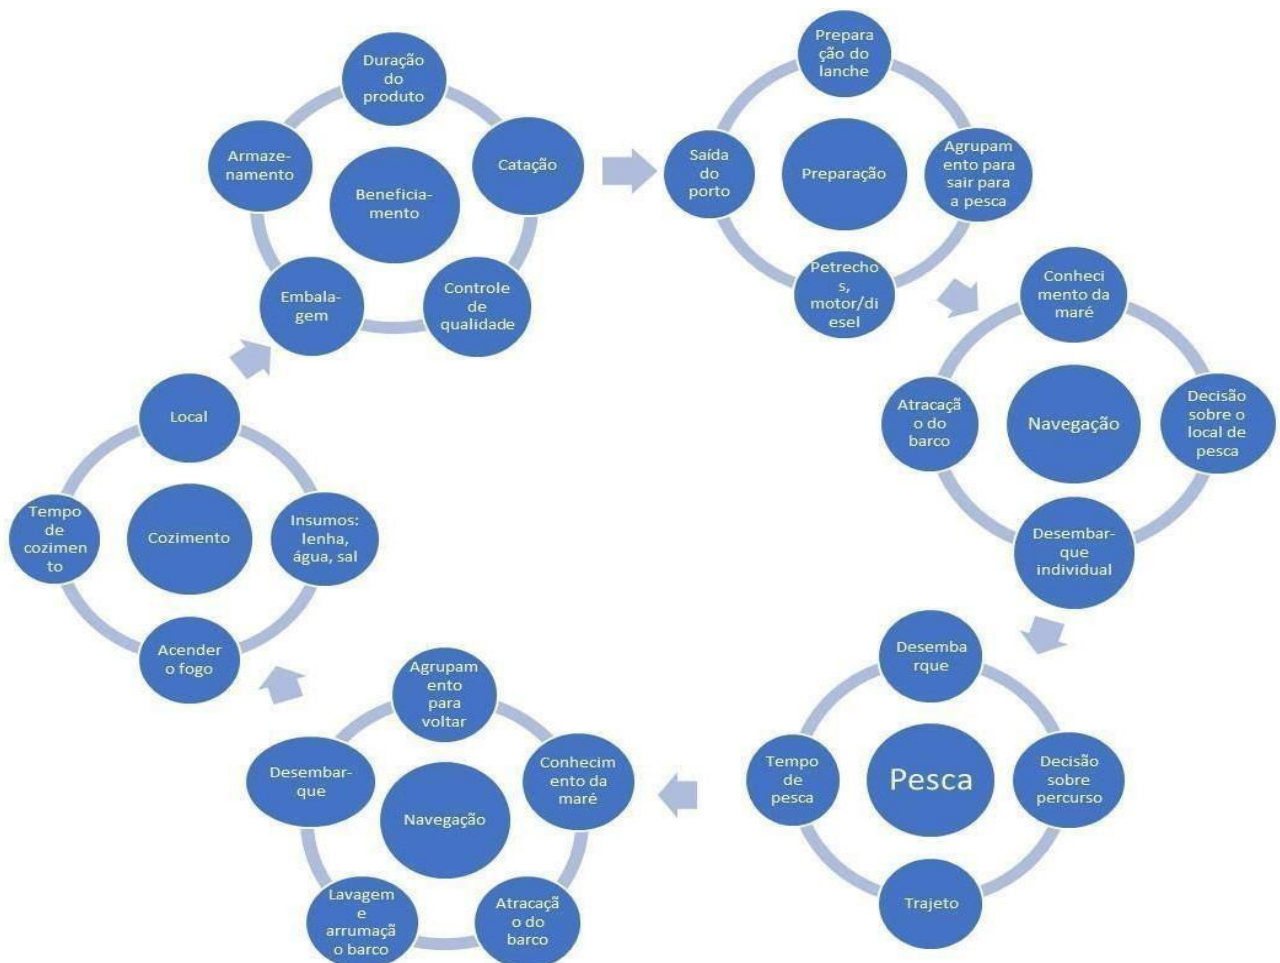 Duração
do
produto
Armaze-
namento
Catação
Beneficia-
mento
Embala-
gem
Controle
de
qualidade
Prepara
ção do
lanche
Saída
do
porto
Preparação
Agrupam
ento para
sair para
a pesca
Petrecho
s,
motor/di
esel
Conheci
mento da
maré
Atracaçã
o do
barco
Navegação
Decisão
sobre o
local de
pesca
Desembar-
que
individual
Desemba
rque
Tempo
de
pesca
Pesca
Decisão
sobre
percurso
Trajeto
Agrupam
ento
para
voltar
Desembar-
que
Navegação
Conhecim
ento da
maré
Lavagem
e
arrumaçã
o barco
Atracaçã
o do
barco
Local
Tempo
de
cozimen
to
Cozimento
Insumos:
lenha,
água, sal
Acender
o fogo